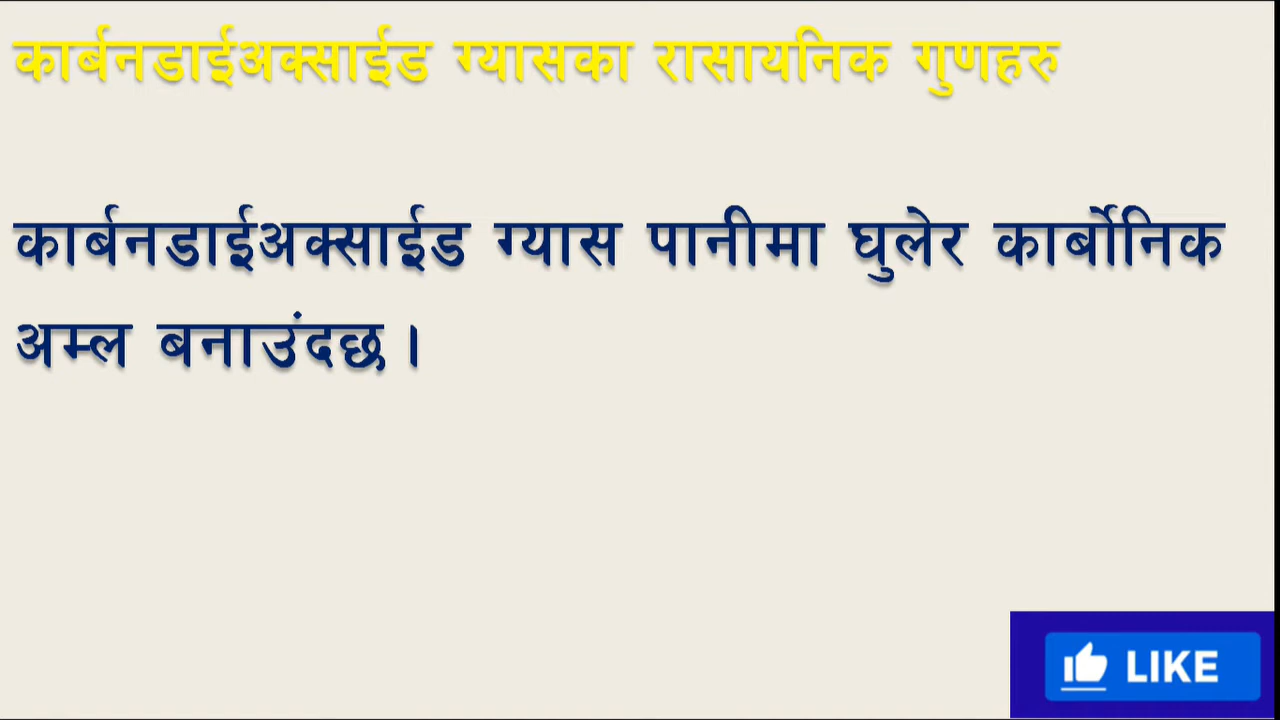 कार्बनडाईअक्साईड ग्यासका रासायनिक गुणहरु
कार्बनडाईअक्साईड ग्यास पानीमा घुलेर कार्बोनिक
अम्ल बनाउंदछ ।
LIKE